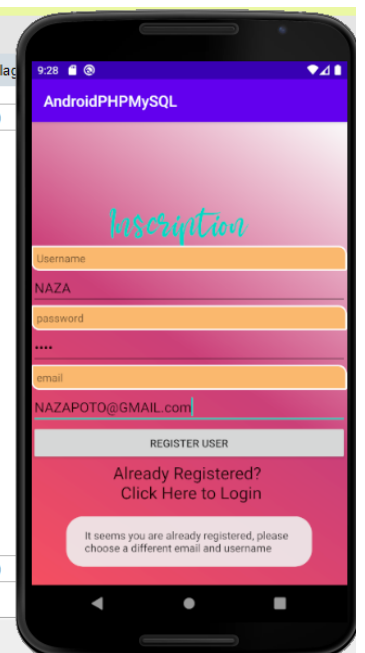 lag
9:28
AndroidPHPMySQL
Inscription
Username
NAZA
password
••••
email
NAZAPOTO@GMAIL.com
REGISTER USER
Already Registered?
Click Here to Login
It seems you are already registered, please
choose a different email and username